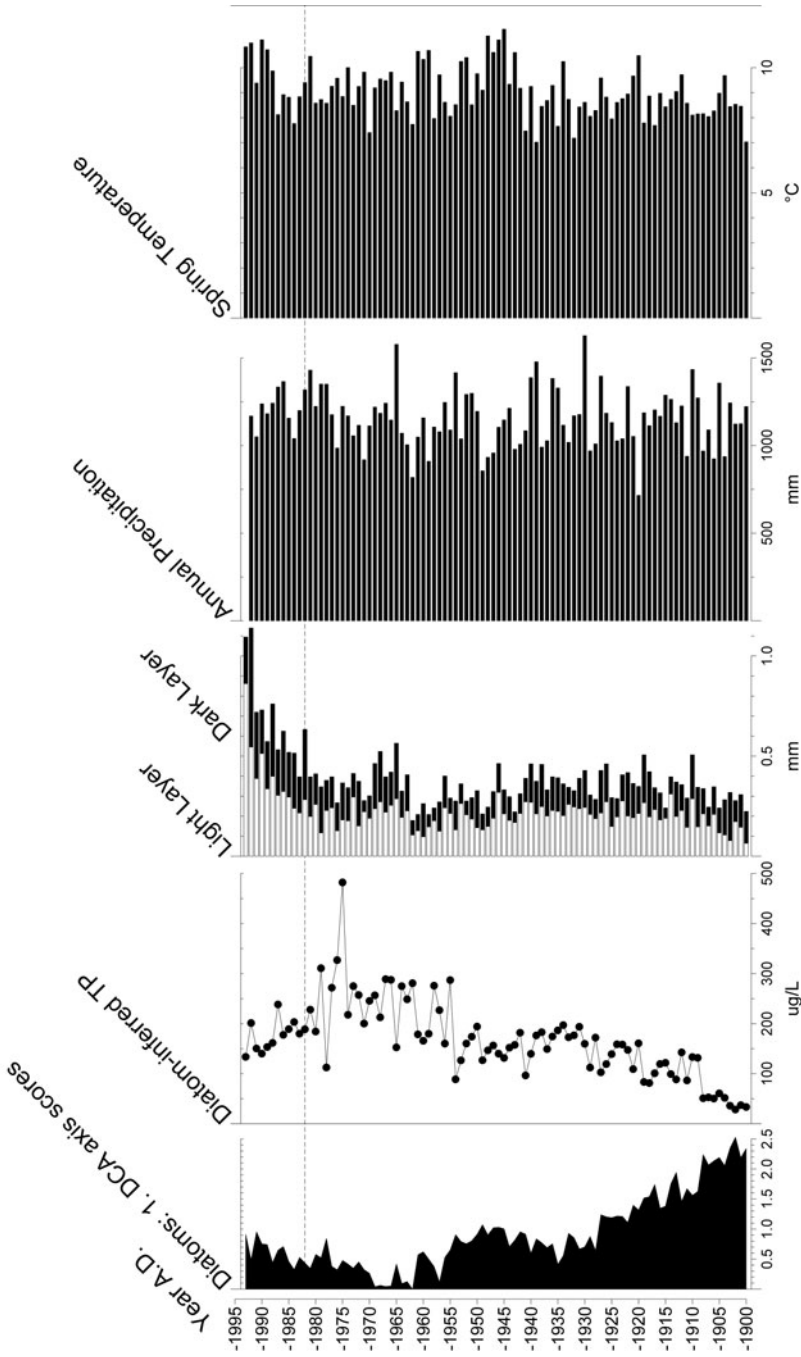 Year A.D.
Diatoms: 1. DCA axis scores
Diatom-inferred TP
Light Layer
Dark Layer
Annual Precipitation
Spring Temperature
-1995
-1990
-1985
-1980
-1975
-1970
-1965
-1960
-1955
-1950
-1945
-1940
-1935
-1930
-1925
-1920
-1915
-1910
-1905
-1900
0.5 1.0 1.5 2.0 2.5
100 200 300 400 500
ug/L
0.5 1.0
mm
500 1000 1500
mm
5 10
°C